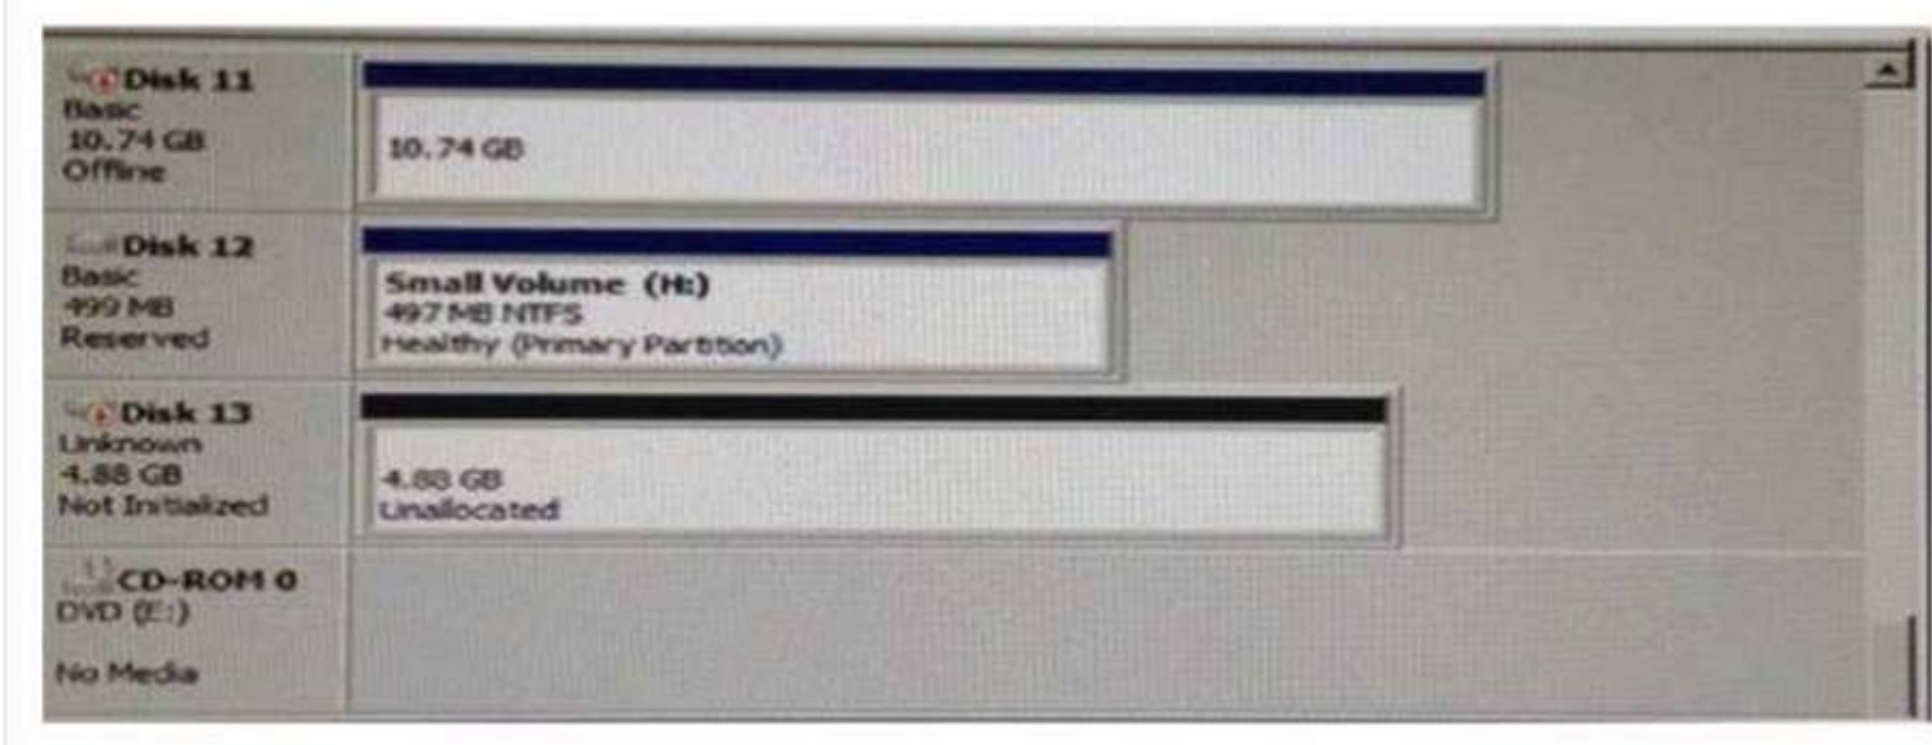 Disk 11
Basic
10.74 GB
Offline
10.74 GB
Disk 12
Basic
499 MB
Reserved
Small Volume (H:)
497 MB NTFS
Healthy (Primary Partition)
Disk 13
Unknown
4.88 GB
Not Initialized
4.88 GB
Unallocated
CD-ROM 0
DVD (E:)
No Media